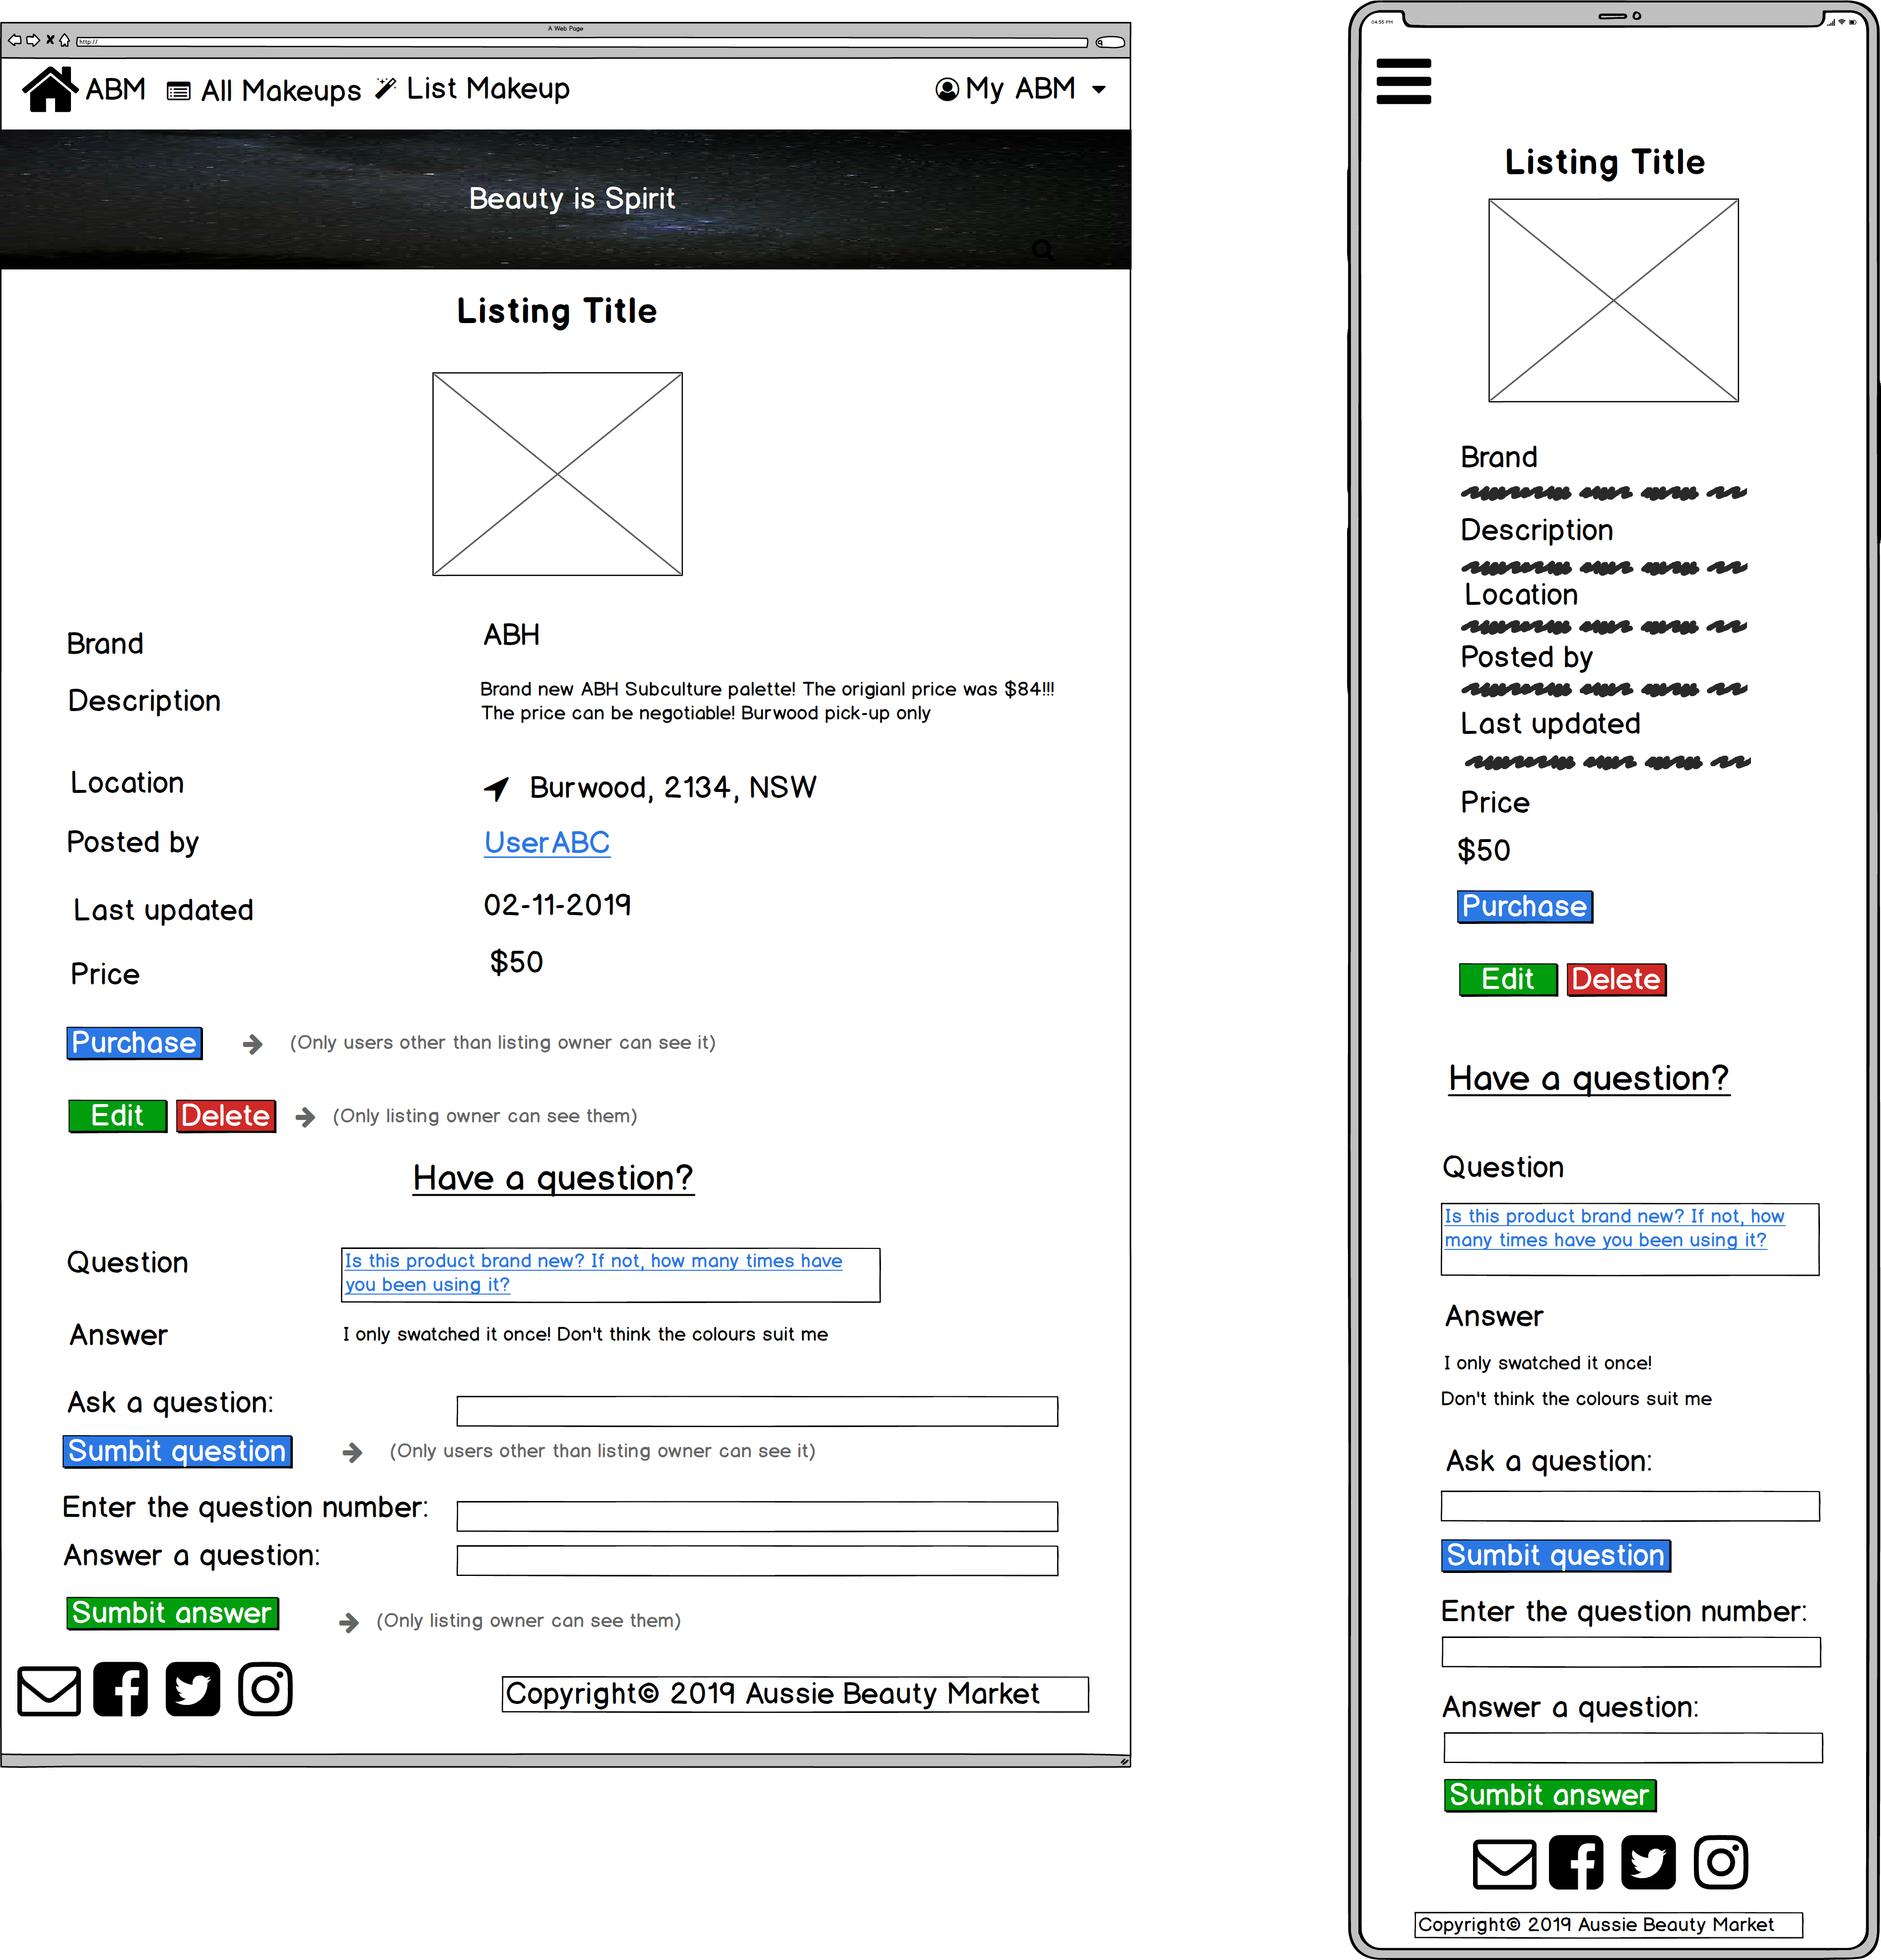 A Web Page
http://
ABM All Makeups List Makeup My ABM
Beauty is Spirit
Listing Title
Brand ABH
Description Brand new ABH Subculture palette! The origianl price was $84!!!
The price can be negotiable! Burwood pick-up only
Location Burwood, 2134, NSW
Posted by UserABC
Last updated 02-11-2019
Price $50
Purchase (Only users other than listing owner can see it)
Edit Delete (Only listing owner can see them)
Have a question?
Question Is this product brand new? If not, how many times have
you been using it?
Answer I only swatched it once! Don't think the colours suit me
Ask a question:
Sumbit question (Only users other than listing owner can see it)
Enter the question number:
Answer a question:
Sumbit answer (Only listing owner can see them)
Copyright© 2019 Aussie Beauty Market
04:55 PM
Listing Title
Brand
Description
Location
Posted by
Last updated
Price
$50
Purchase
Edit Delete
Have a question?
Question
Is this product brand new? If not, how
many times have you been using it?
Answer
I only swatched it once!
Don't think the colours suit me
Ask a question:
Sumbit question
Enter the question number:
Answer a question:
Sumbit answer
Copyright© 2019 Aussie Beauty Market